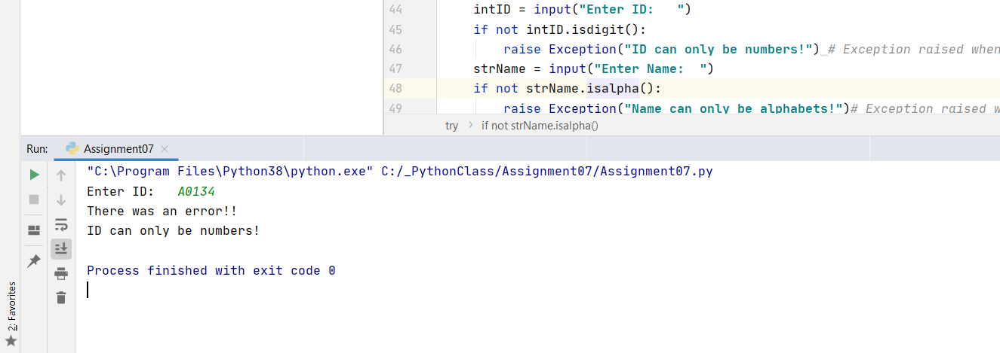 44 intID = input("Enter ID:   ")
45 if not intID.isdigit():
46 raise Exception("ID can only be numbers!") # Exception raised when
47 strName = input("Enter Name:  ")
48 if not strName.isalpha():
49 raise Exception("Name can only be alphabets!")# Exception raised w
try > if not strName.isalpha()
Run: Assignment07
"C:\Program Files\Python38\python.exe" C:/_PythonClass/Assignment07/Assignment07.py
Enter ID:   A0134
There was an error!!
ID can only be numbers!
Process finished with exit code 0
2: Favorites